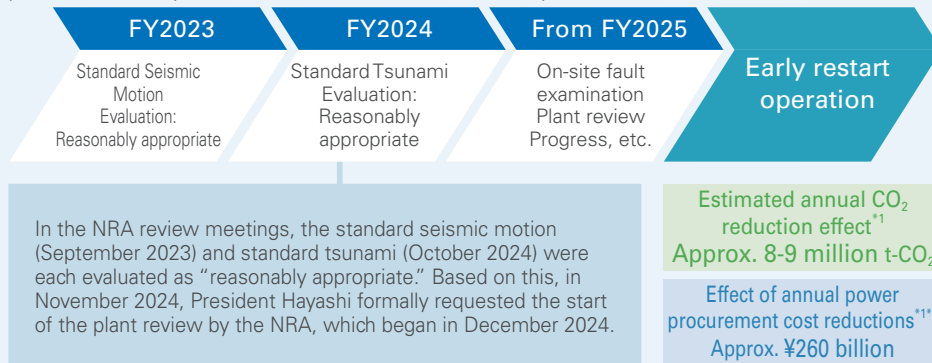 FY2023
FY2024
From FY2025
Early restart
operation
Standard Seismic
Motion
Evaluation:
Reasonably appropriate
Standard Tsunami
Evaluation:
Reasonably
appropriate
On-site fault
examination
Plant review
Progress, etc.
In the NRA review meetings, the standard seismic motion
(September 2023) and standard tsunami (October 2024) were
each evaluated as “reasonably appropriate.” Based on this, in
November 2024, President Hayashi formally requested the start
of the plant review by the NRA, which began in December 2024.
Estimated annual CO₂
reduction effect*1
Approx. 8-9 million t-CO₂
Effect of annual power
procurement cost reductions*1*
Approx. ¥260 billion